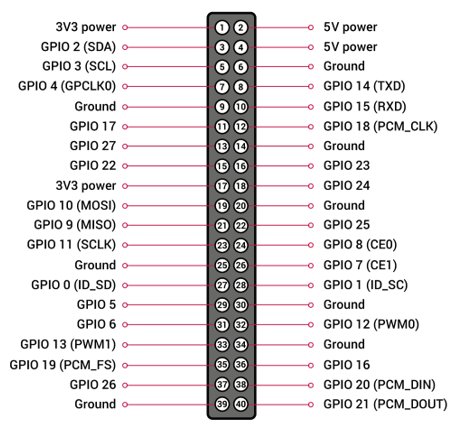 3V3 power 1 2 5V power
GPIO 2 (SDA) 3 4 5V power
GPIO 3 (SCL) 5 6 Ground
GPIO 4 (GPCLK0) 7 8 GPIO 14 (TXD)
Ground 9 10 GPIO 15 (RXD)
GPIO 17 11 12 GPIO 18 (PCM_CLK)
GPIO 27 13 14 Ground
GPIO 22 15 16 GPIO 23
3V3 power 17 18 GPIO 24
GPIO 10 (MOSI) 19 20 Ground
GPIO 9 (MISO) 21 22 GPIO 25
GPIO 11 (SCLK) 23 24 GPIO 8 (CE0)
Ground 25 26 GPIO 7 (CE1)
GPIO 0 (ID_SD) 27 28 GPIO 1 (ID_SC)
GPIO 5 29 30 Ground
GPIO 6 31 32 GPIO 12 (PWM0)
GPIO 13 (PWM1) 33 34 Ground
GPIO 19 (PCM_FS) 35 36 GPIO 16
GPIO 26 37 38 GPIO 20 (PCM_DIN)
Ground 39 40 GPIO 21 (PCM_DOUT)